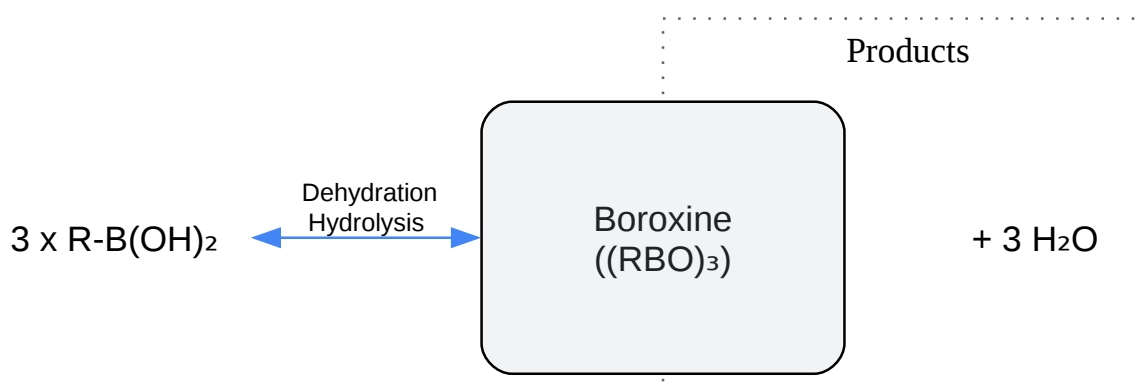 Products
Dehydration
Hydrolysis
3 x R-B(OH)₂
Boroxine
((RBO)₃)
+ 3 H₂O